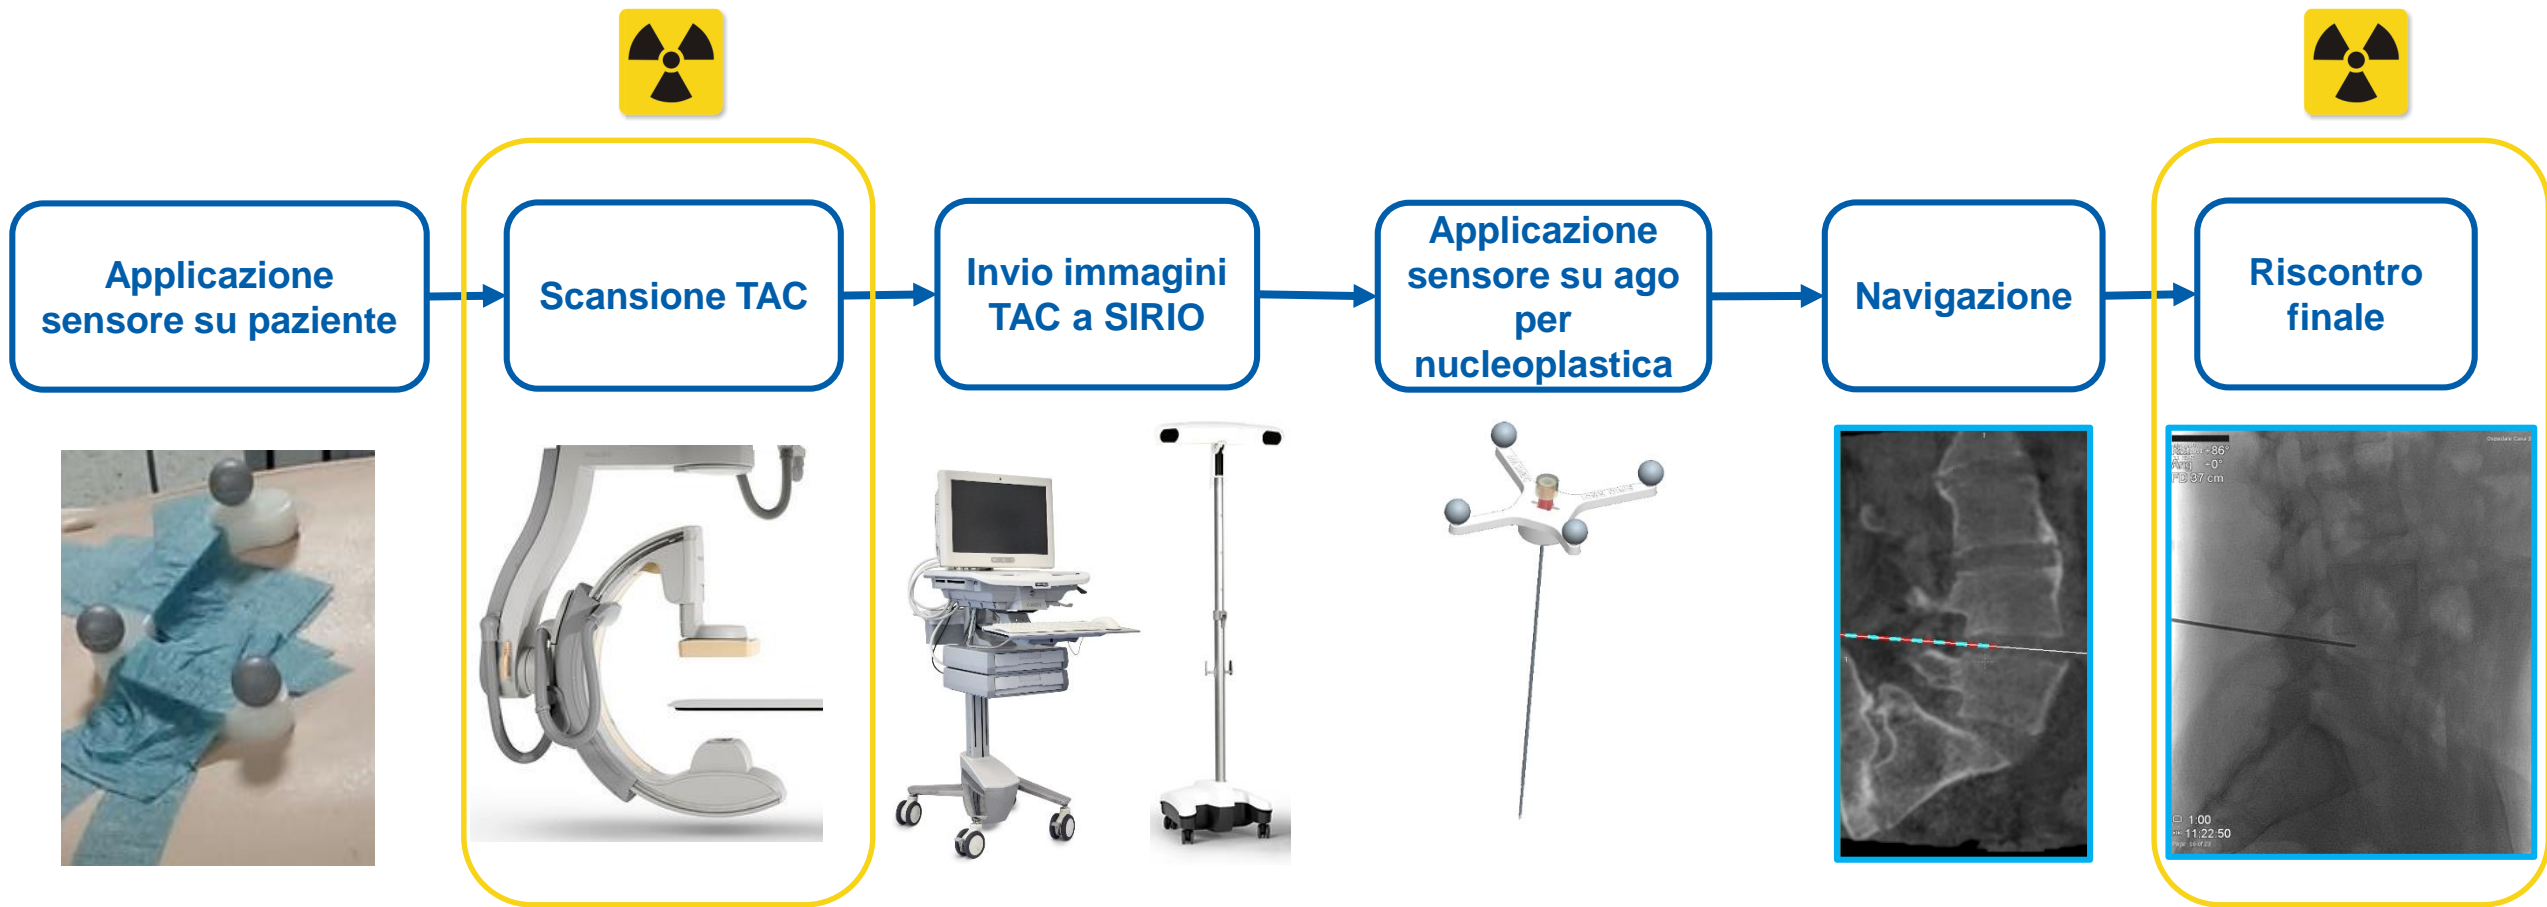 Applicazione
sensore su paziente
Scansione TAC
Invio immagini
TAC a SIRIO
Applicazione
sensore su ago
per
nucleoplastica
Navigazione
Riscontro
finale
-0°
FD 37 cm
1:00
11:22:50